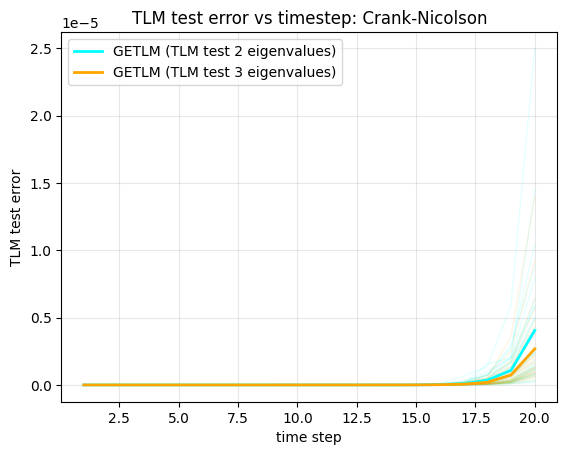 TLM test error vs timestep: Crank-Nicolson
1e−5
GETLM (TLM test 2 eigenvalues)
GETLM (TLM test 3 eigenvalues)
TLM test error
2.5
2.0
1.5
1.0
0.5
0.0
2.5 5.0 7.5 10.0 12.5 15.0 17.5 20.0
time step